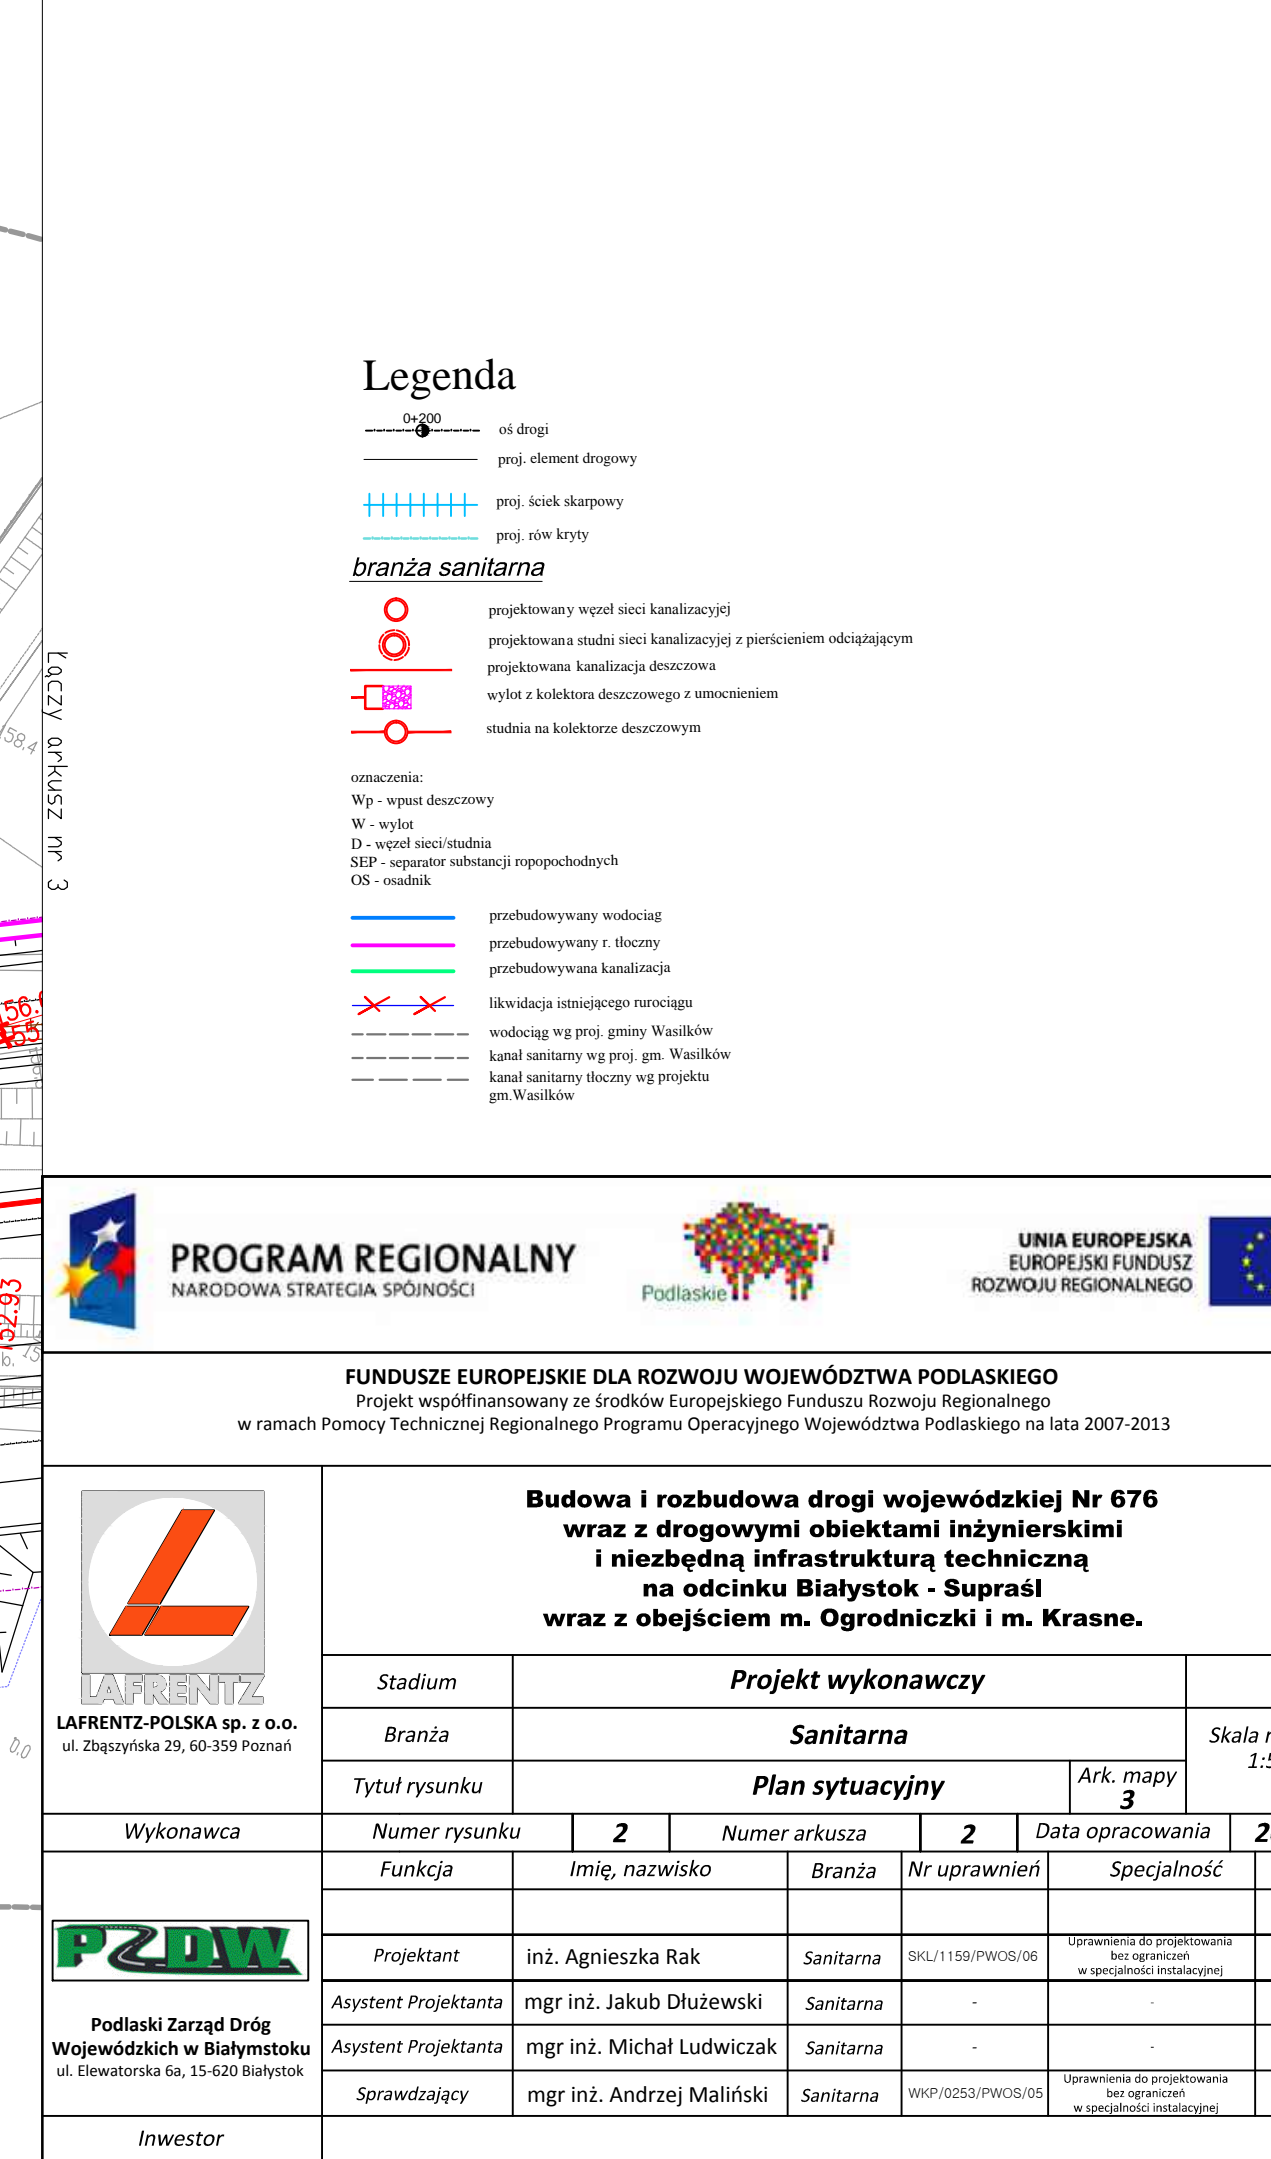 Legenda
0+200
oś drogi
proj. element drogowy
proj. ściek skarpowy
proj. rów kryty
branża sanitarna
projektowany węzeł sieci kanalizacyjej
projektowana studni sieci kanalizacyjej z pierścieniem odciążającym
projektowana kanalizacja deszczowa
wylot z kolektora deszczowego z umocnieniem
studnia na kolektorze deszczowym
oznaczenia:
Wp - wpust deszczowy
W - wylot
D - węzeł sieci/studnia
SEP - separator substancji ropopochodnych
OS - osadnik
przebudowywany wodociag
przebudowywany r. tłoczny
przebudowywana kanalizacja
likwidacja istniejącego rurociągu
wodociąg wg proj. gminy Wasilków
kanał sanitarny wg proj. gm. Wasilków
kanał sanitarny tłoczny wg projektu
gm.Wasilków
Łączy arkusz nr 3
158.4
152.93
PROGRAM REGIONALNY
NARODOWA STRATEGIA SPÓJNOŚCI
Podlaskie
UNIA EUROPEJSKA
EUROPEJSKI FUNDUSZ
ROZWOJU REGIONALNEGO
FUNDUSZE EUROPEJSKIE DLA ROZWOJU WOJEWÓDZTWA PODLASKIEGO
Projekt współfinansowany ze środków Europejskiego Funduszu Rozwoju Regionalnego
w ramach Pomocy Technicznej Regionalnego Programu Operacyjnego Województwa Podlaskiego na lata 2007-2013
LAFRENTZ
LAFRENTZ-POLSKA sp. z o.o.
ul. Zbąszyńska 29, 60-359 Poznań
Budowa i rozbudowa drogi wojewódzkiej Nr 676
wraz z drogowymi obiektami inżynierskimi
i niezbędną infrastrukturą techniczną
na odcinku Białystok - Supraśl
wraz z obejściem m. Ogrodniczki i m. Krasne.
Stadium Projekt wykonawczy
Branża Sanitarna Skala
Tytuł rysunku Plan sytuacyjny Ark. mapy 3
Wykonawca Numer rysunku 2 Numer arkusza 2 Data opracowania
Funkcja Imię, nazwisko Branża Nr uprawnień Specjalność
Projektant inż. Agnieszka Rak Sanitarna SKL/1159/PWOS/06 Uprawnienia do projektowania
bez ograniczeń
w specjalności instalacyjnej
Asystent Projektanta mgr inż. Jakub Dłużewski Sanitarna - -
Asystent Projektanta mgr inż. Michał Ludwiczak Sanitarna - -
Sprawdzający mgr inż. Andrzej Maliński Sanitarna WKP/0253/PWOS/05 Uprawnienia do projektowania
bez ograniczeń
w specjalności instalacyjnej
PZDW
Podlaski Zarząd Dróg
Wojewódzkich w Białymstoku
ul. Elewatorska 6a, 15-620 Białystok
Inwestor